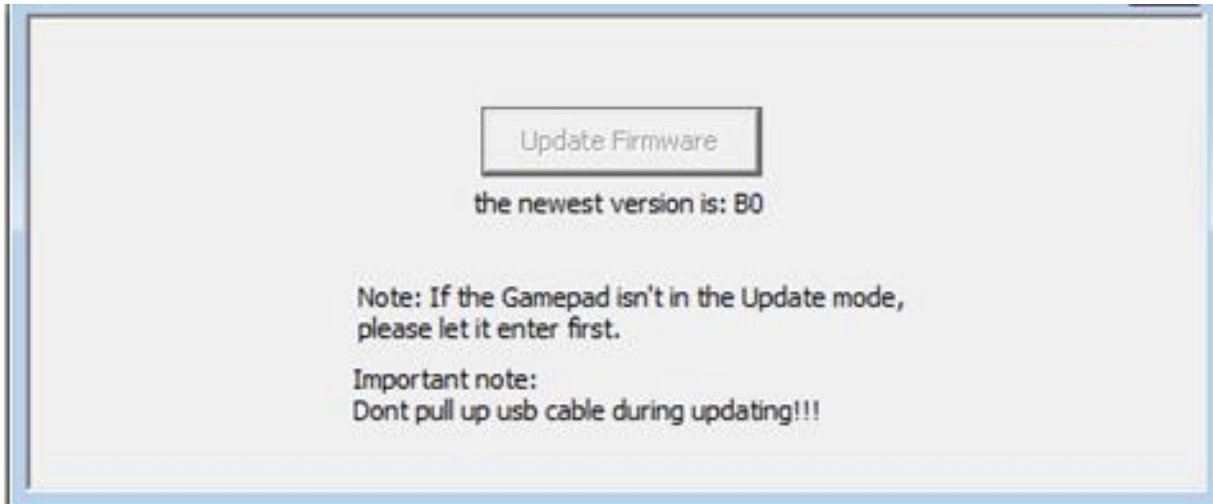 Update Firmware
the newest version is: B0
Note: If the Gamepad isn't in the Update mode,
please let it enter first.
Important note:
Dont pull up usb cable during updating!!!